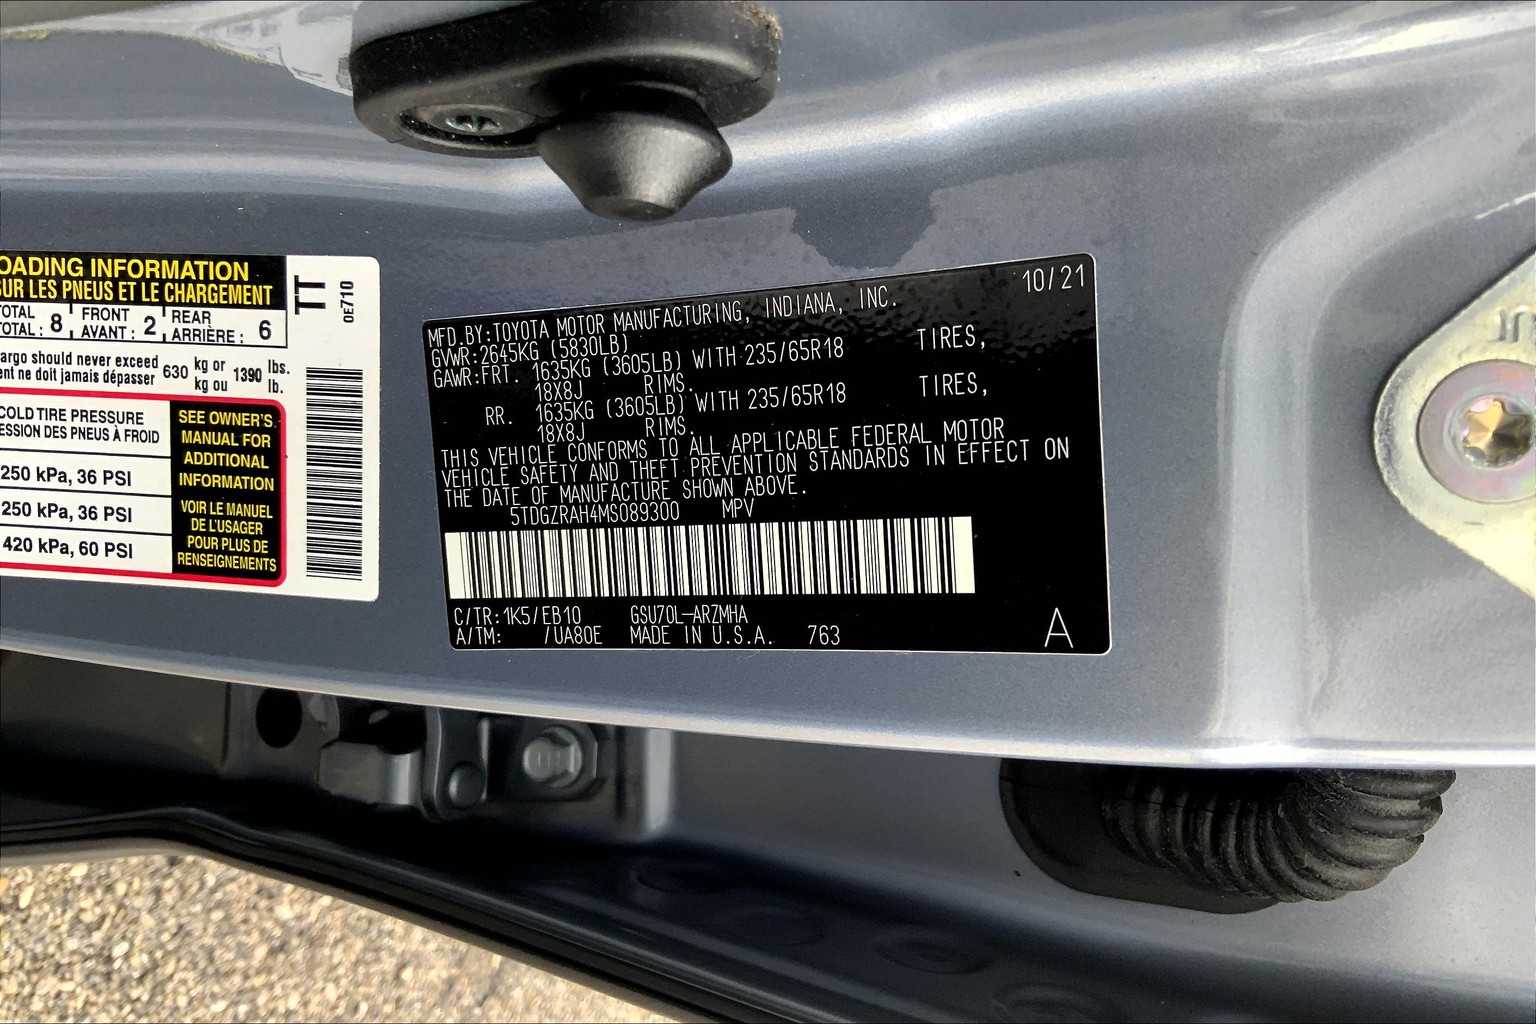 OADING INFORMATION
SUR LES PNEUS ET LE CHARGEMENT
TOTAL
TOTAL : 8
FRONT
AVANT : 2
REAR
ARRIÈRE : 6
argo should never exceed 630 kg or 1390 lbs.
ent ne doit jamais dépasser kg ou lb.
COLD TIRE PRESSURE
ESSION DES PNEUS À FROID
250 kPa, 36 PSI
250 kPa, 36 PSI
420 kPa, 60 PSI
SEE OWNER'S
MANUAL FOR
ADDITIONAL
INFORMATION
VOIR LE MANUEL
DE L'USAGER
POUR PLUS DE
RENSEIGNEMENTS
TT
0E710
10/21
MFD.BY:TOYOTA MOTOR MANUFACTURING, INDIANA, INC.
GVWR:2645KG (5830LB)
GAWR:FRT. 1635KG (3605LB) WITH 235/65R18 TIRES,
18X8J RIMS.
RR. 1635KG (3605LB) WITH 235/65R18 TIRES,
18X8J RIMS.
THIS VEHICLE CONFORMS TO ALL APPLICABLE FEDERAL MOTOR
VEHICLE SAFETY AND THEFT PREVENTION STANDARDS IN EFFECT ON
THE DATE OF MANUFACTURE SHOWN ABOVE.
5TDGZRAH4MS089300 MPV
C/TR:1K5/EB10 GSU70L-ARZMHA
A/TM: /UA80E MADE IN U.S.A. 763
A